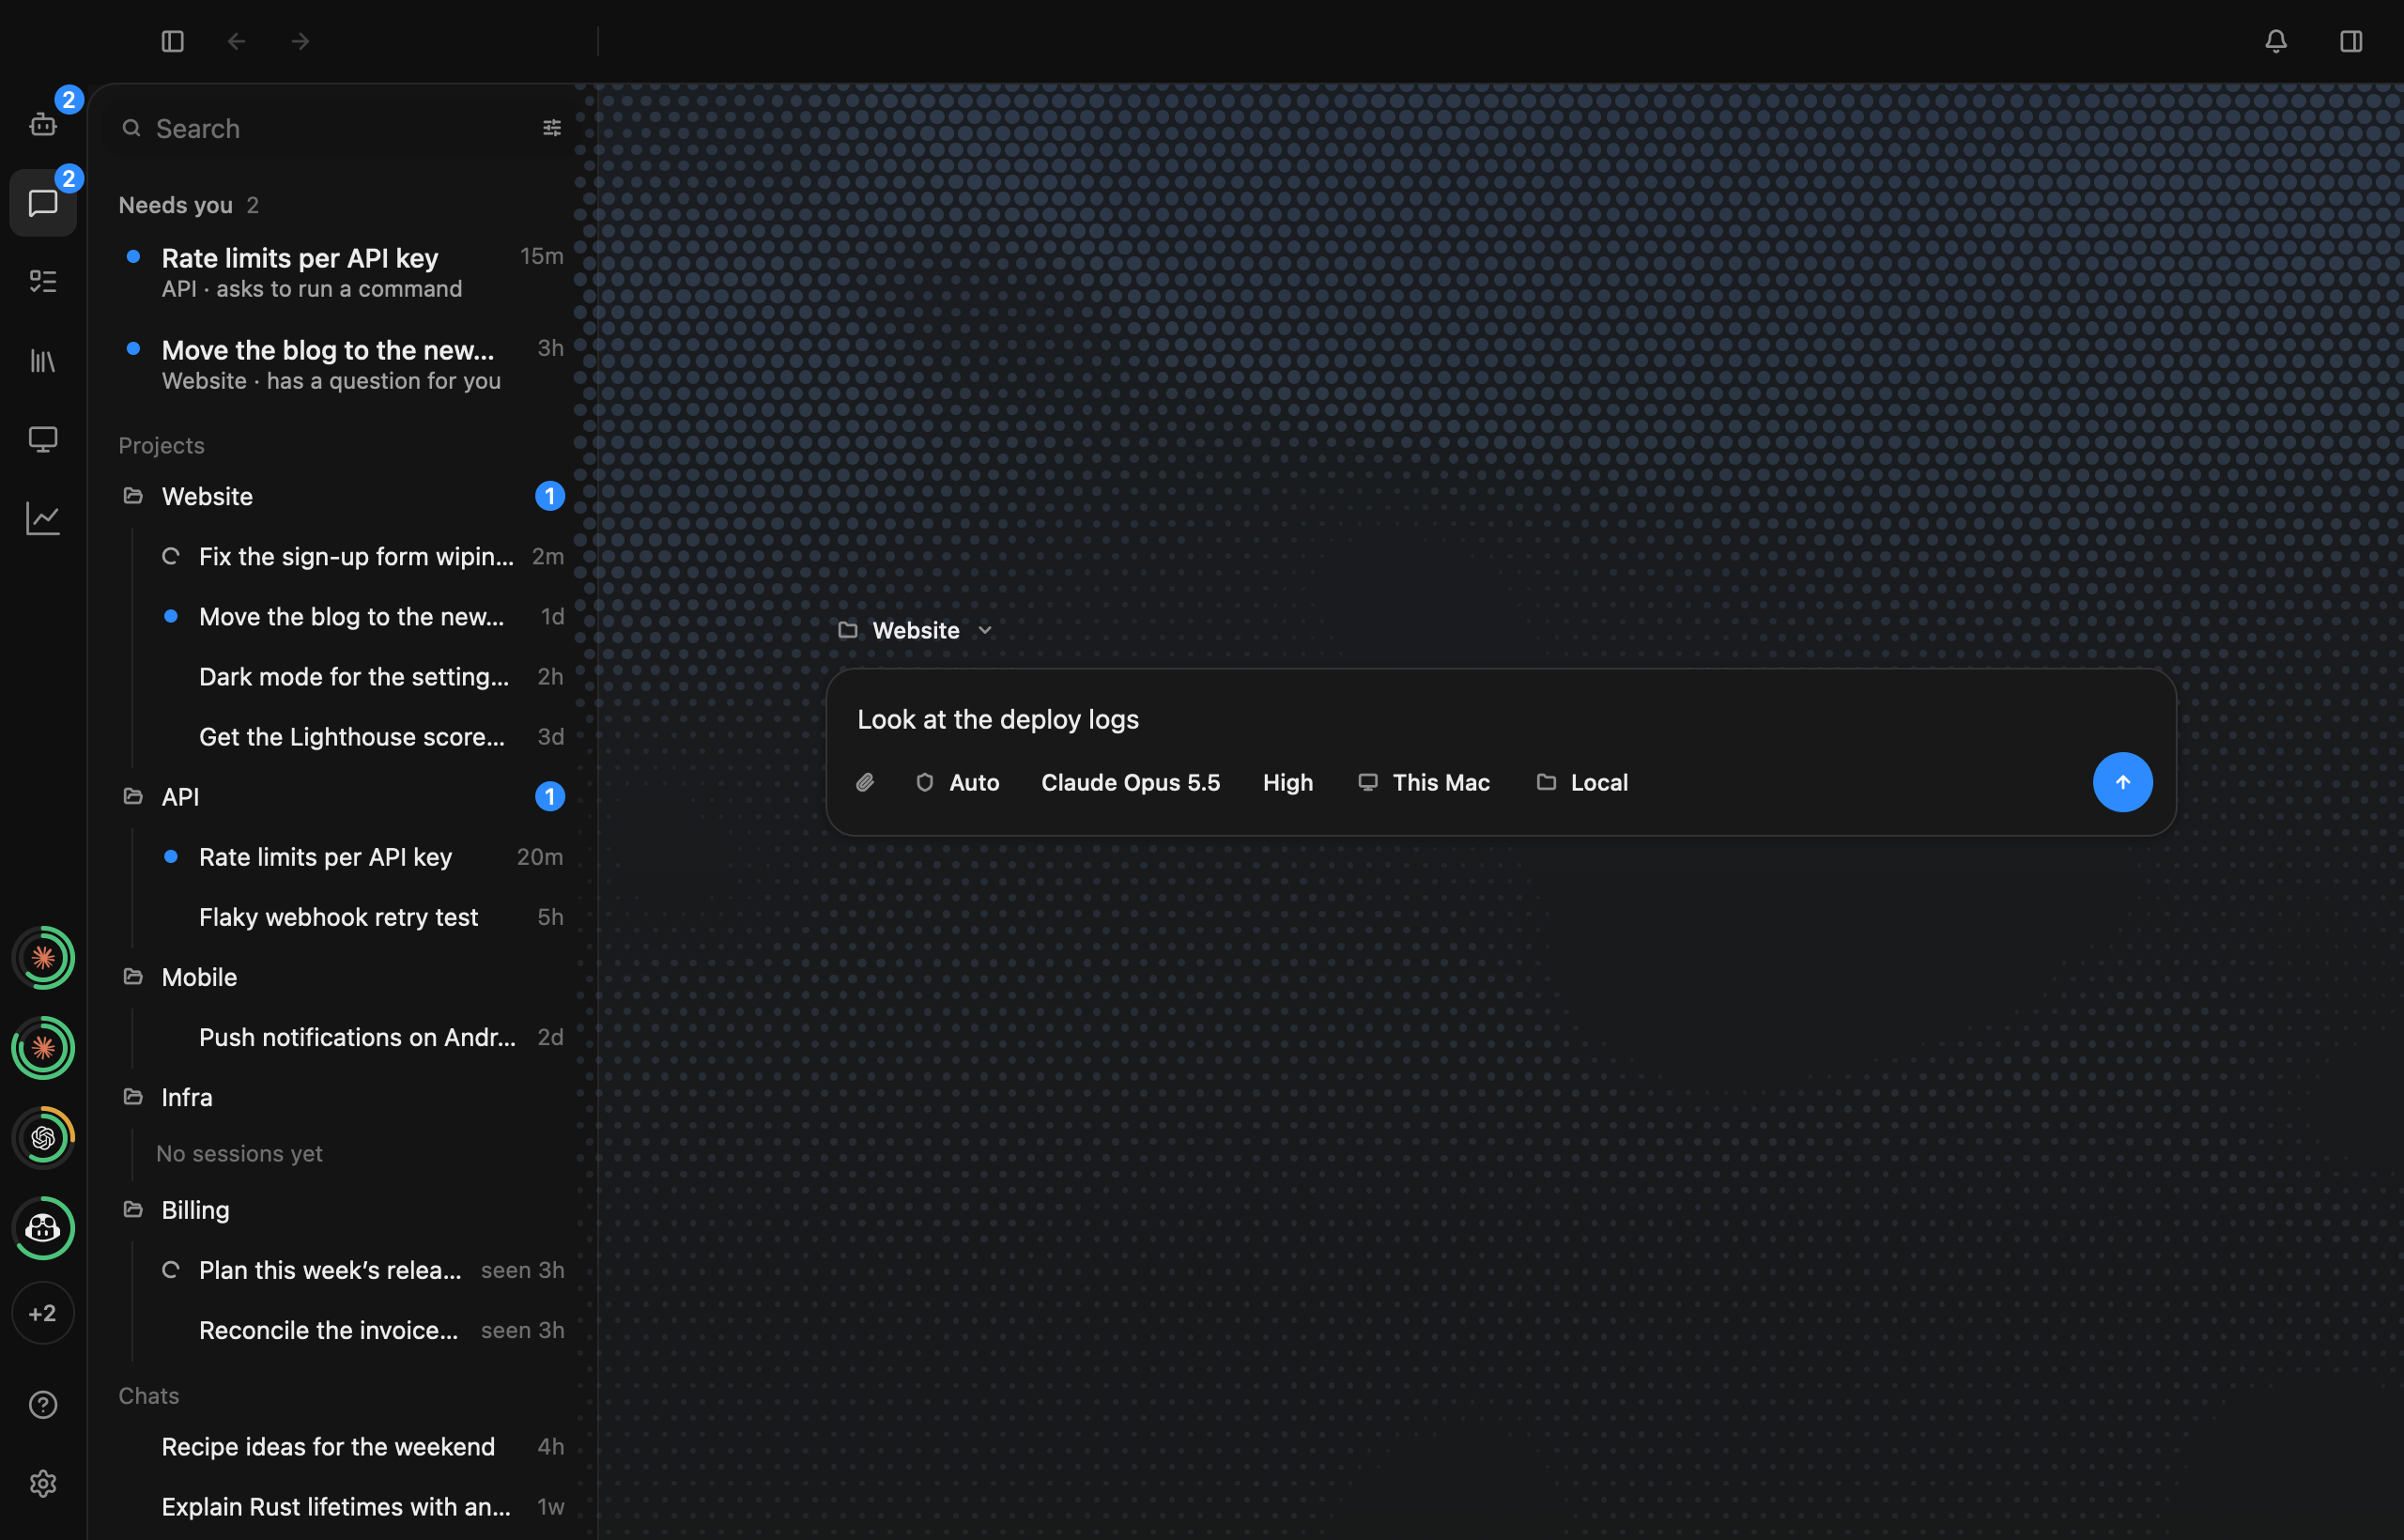 2
2
Search
Needs you 2
Rate limits per API key 15m
API · asks to run a command
Move the blog to the new... 3h
Website · has a question for you
Projects
Website 1
Fix the sign-up form wipin... 2m
Move the blog to the new... 1d
Dark mode for the setting... 2h
Get the Lighthouse score... 3d
API 1
Rate limits per API key 20m
Flaky webhook retry test 5h
Mobile
Push notifications on Andr... 2d
Infra
No sessions yet
Billing
Plan this week’s relea... seen 3h
Reconcile the invoice... seen 3h
Chats
Recipe ideas for the weekend 4h
Explain Rust lifetimes with an... 1w
+2
Website
Look at the deploy logs
Auto Claude Opus 5.5 High This Mac Local